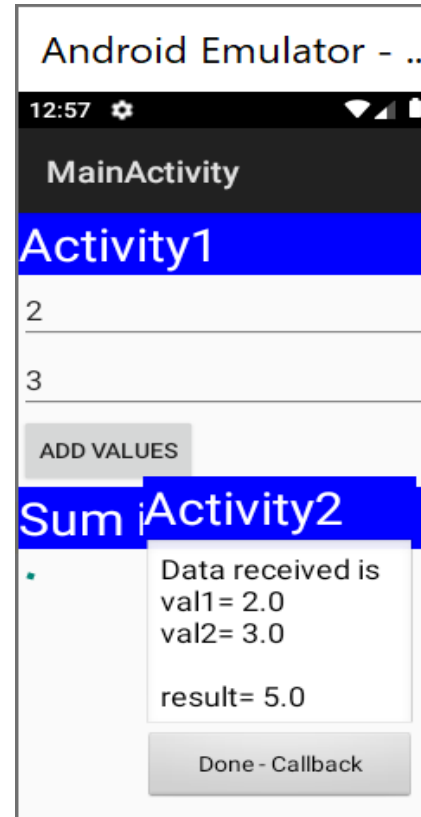 Android Emulator - ..
12:57
MainActivity
Activity1
2
3
ADD VALUES
Sum i
Activity2
Data received is
val1= 2.0
val2= 3.0
result= 5.0
Done - Callback